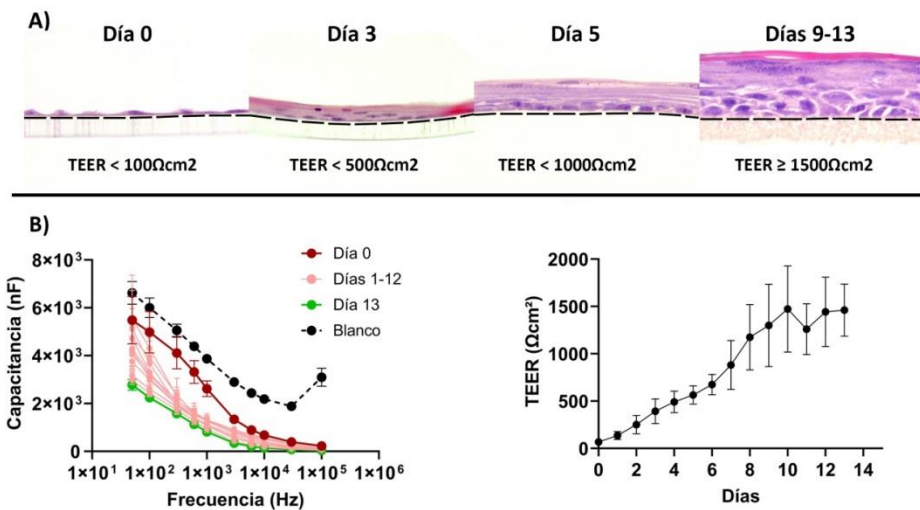 A)
Día 0 Día 3 Día 5 Días 9-13
TEER < 100Ωcm2 TEER < 500Ωcm2 TEER < 1000Ωcm2 TEER ≥ 1500Ωcm2
B)
Capacitancia (nF)
8×10³
6×10³
4×10³
2×10³
0
1×10¹ 1×10² 1×10³ 1×10⁴ 1×10⁵ 1×10⁶
Frecuencia (Hz)
Día 0
Días 1-12
Día 13
Blanco
TEER (Ωcm²)
2000
1500
1000
500
0
0 2 4 6 8 10 12 14
Días